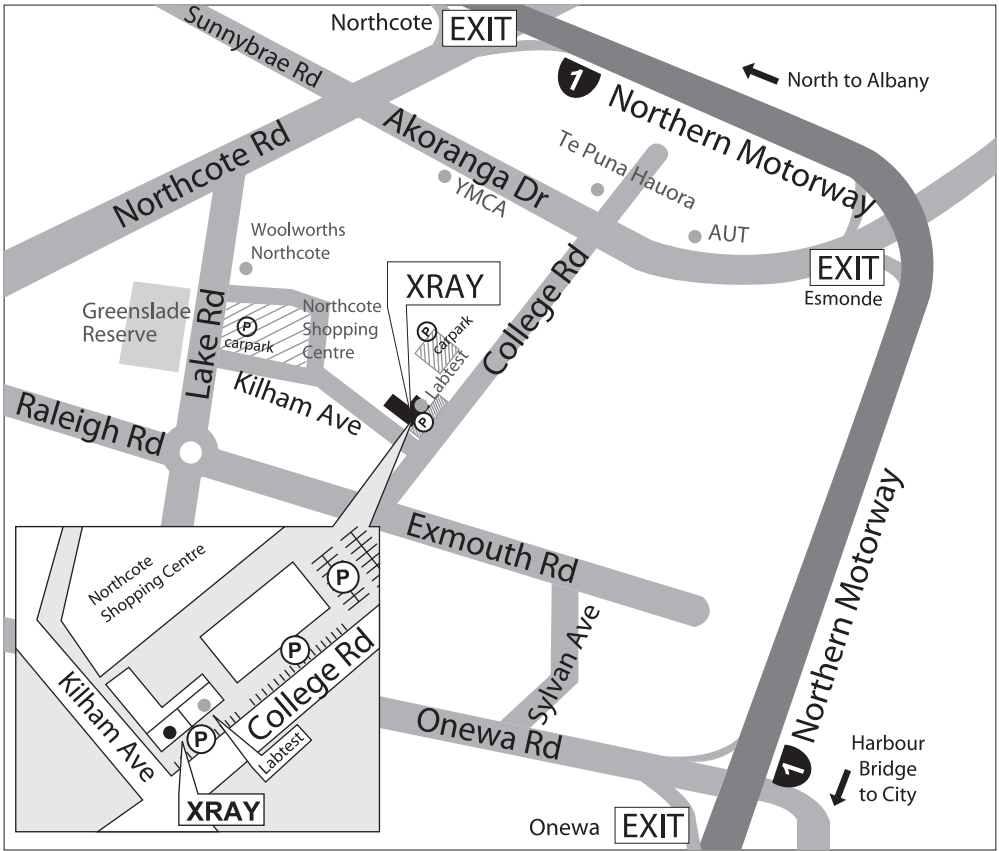 Northcote
EXIT
Sunnybrae Rd
1
North to Albany
Northern Motorway
Northcote Rd
Akoranga Dr
Te Puna Hauora
YMCA
Woolworths
Northcote
AUT
EXIT
Esmonde
XRAY
Greenslade
Reserve
Lake Rd
P
carpark
Northcote
Shopping
Centre
P
carpark
College Rd
Labtest
P
Kilham Ave
Raleigh Rd
Exmouth Rd
Sylvan Ave
Northern Motorway
Onewa Rd
1
Harbour
Bridge
to City
Onewa
EXIT
Northcote
Shopping Centre
P
P
College Rd
Kilham Ave
P
Labtest
XRAY